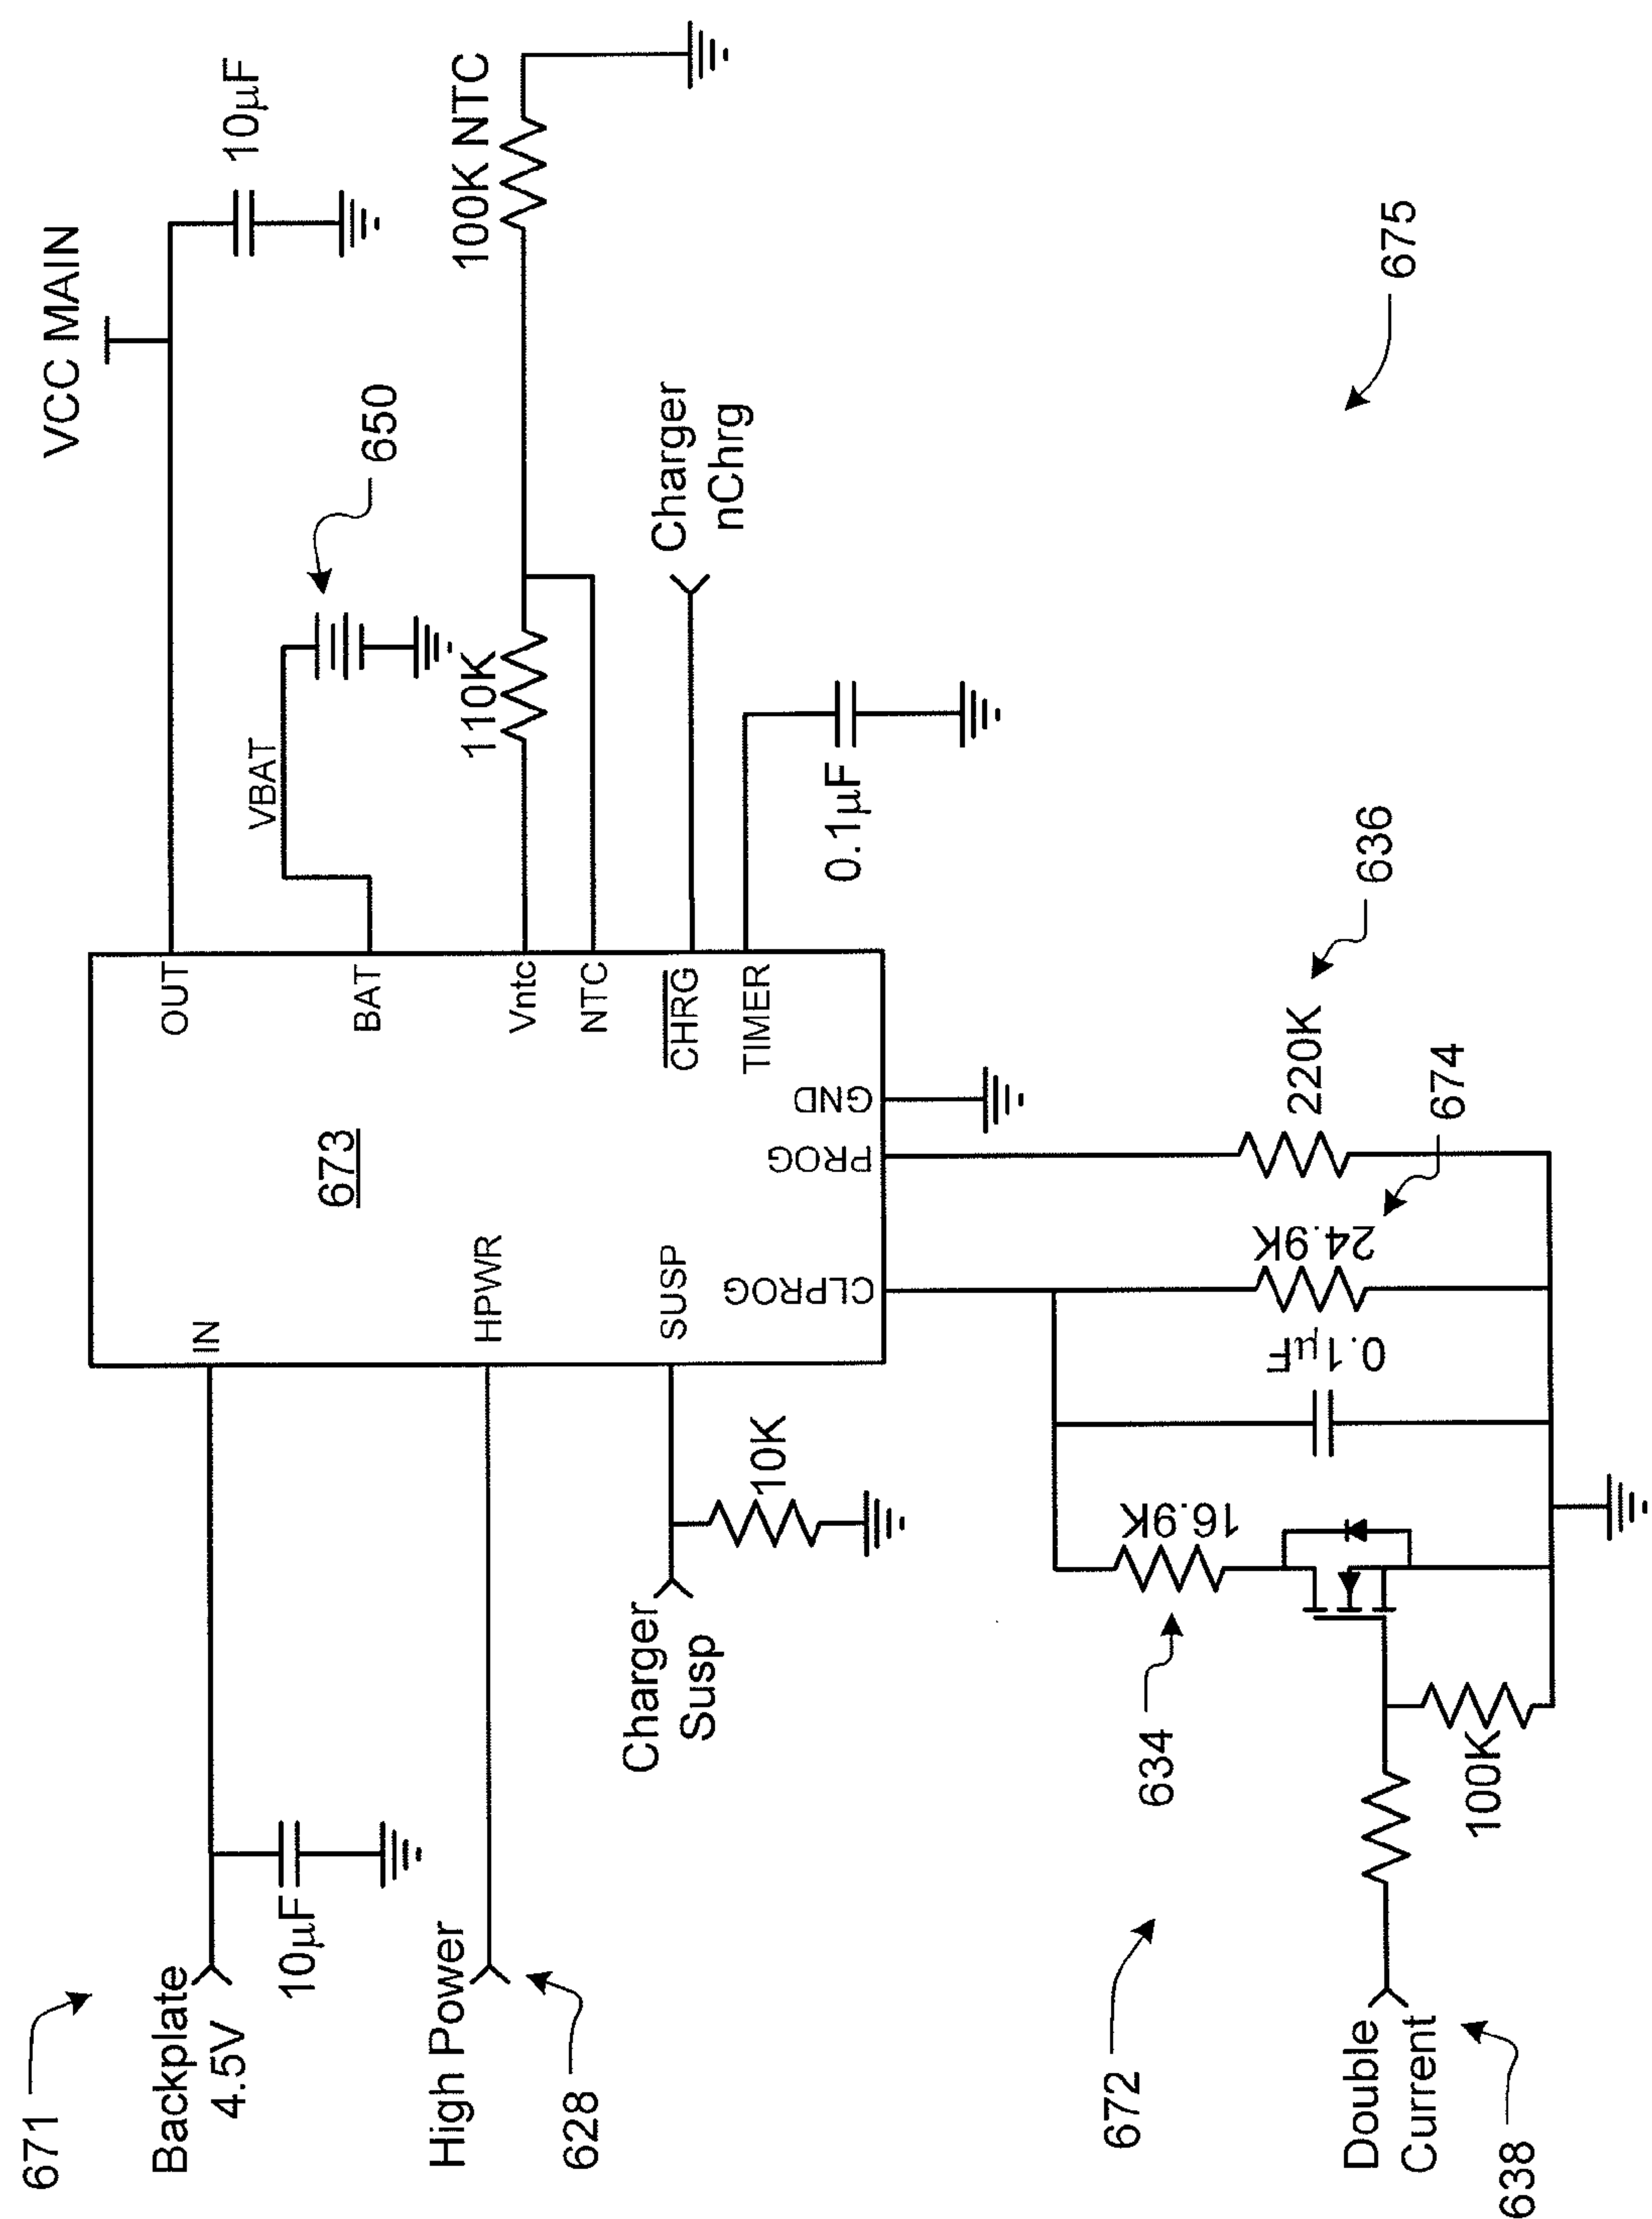 671
Backplate
4.5V
10µF
High Power
628
Charger
Susp
10K
IN
HPWR
SUSP
673
OUT
BAT
Vntc
NTC
CHRG
TIMER
CLPROG
PROG
GND
VCC MAIN
10µF
VBAT
650
110K
100K NTC
Charger
nChrg
0.1µF
675
672
Double
Current
638
634
16.9K
100K
0.1µF
24.9K
674
220K
636